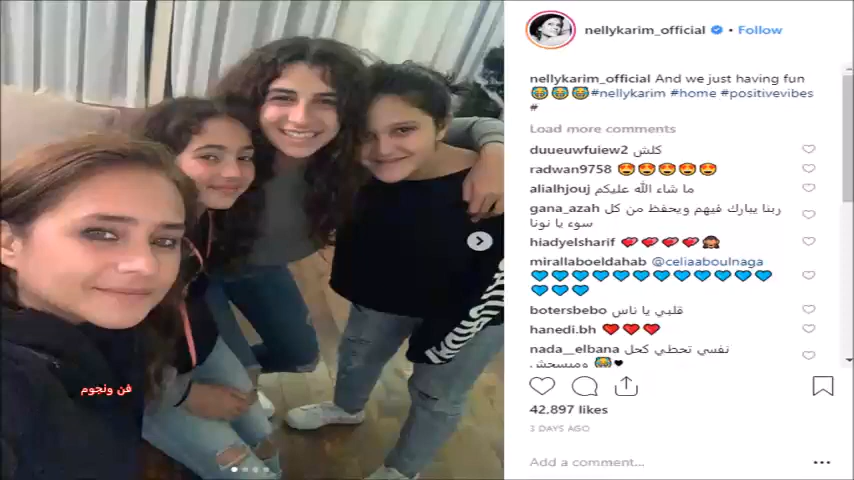 nellykarim_official • Follow
nellykarim_official And we just having fun
😂😂😂#nellykarim #home #positivevibes
#
Load more comments
duueuwfuiew2 كلش
radwan9758 😍😍😍😍😍
alialhjouj ما شاء الله عليكم
gana_azah ربنا يبارك فيهم ويحفظ من كل
سوء يا نونا
hiadyelsharif 💕💕💕💕🙈
mirallaboeldahab @celiaaboulnaga
💙💙💙💙💙💙💙💙💙💙💙💙
💙💙💙
botersbebo قلبي يا ناس
hanedi.bh ❤❤❤
nada__elbana نفسي تحطي كحل
فن ونجوم
42.897 likes
3 DAYS AGO
Add a comment...